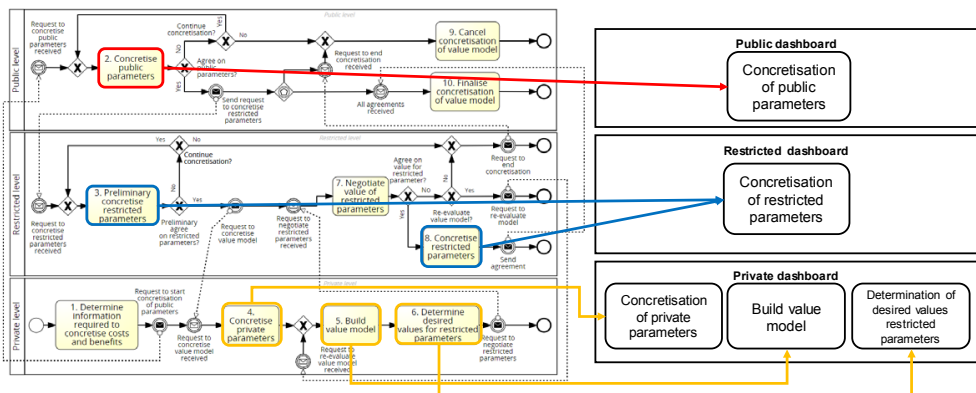 Public level
Public level
Request to
concretise
public
parameters
received
Continue
concretisation?
Yes
No
2. Concretise
public
parameters
No
Agree on
public
parameters?
Yes
Send request
to concretise
restricted
parameters
Request to end
concretisation
received
All agreements
received
9. Cancel
concretisation
of value model
10. Finalise
concretisation
of value model
Restricted level
Restricted level
Yes
No
Continue
concretisation?
No
Request to
concretise
restricted
parameters
received
3. Preliminary
concretise
restricted
parameters
Yes
Preliminary
agree
on restricted
parameters?
Request to
concretise
value model
Request to
negotiate
restricted
parameters
received
7. Negotiate
value of
restricted
parameters
Agree on
value for
restricted
parameter?
Yes
No
No
Yes
Yes
Re-evaluate
value model?
Request to
end
concretisation
Request to
re-evaluate
model
8. Concretise
restricted
parameters
Send
agreement
Private level
Private level
1. Determine
information
required to
concretise costs
and benefits
Request to start
concretisation
of public
parameters
Request to
concretise
value model
received
4.
Concretise
private
parameters
Request to
re-evaluate
value model
received
5. Build
value model
6. Determine
desired
values for restricted
parameters
Request to
negotiate
restricted
parameters
Public dashboard
Concretisation
of public
parameters
Restricted dashboard
Concretisation
of restricted
parameters
Private dashboard
Concretisation
of private
parameters
Build value
model
Determination of
desired values
restricted
parameters